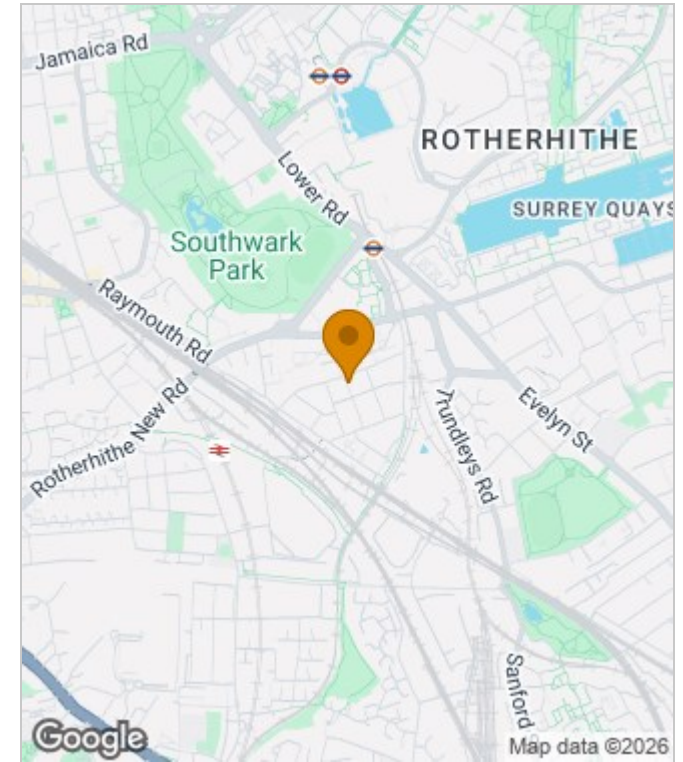 Jamaica Rd
ROTHERHITHE
Lower Rd
SURREY QUAYS
Southwark
Park
Raymouth Rd
Rotherhithe New Rd
Evelyn St
Trundleys Rd
Sanford
Google
Map data ©2026